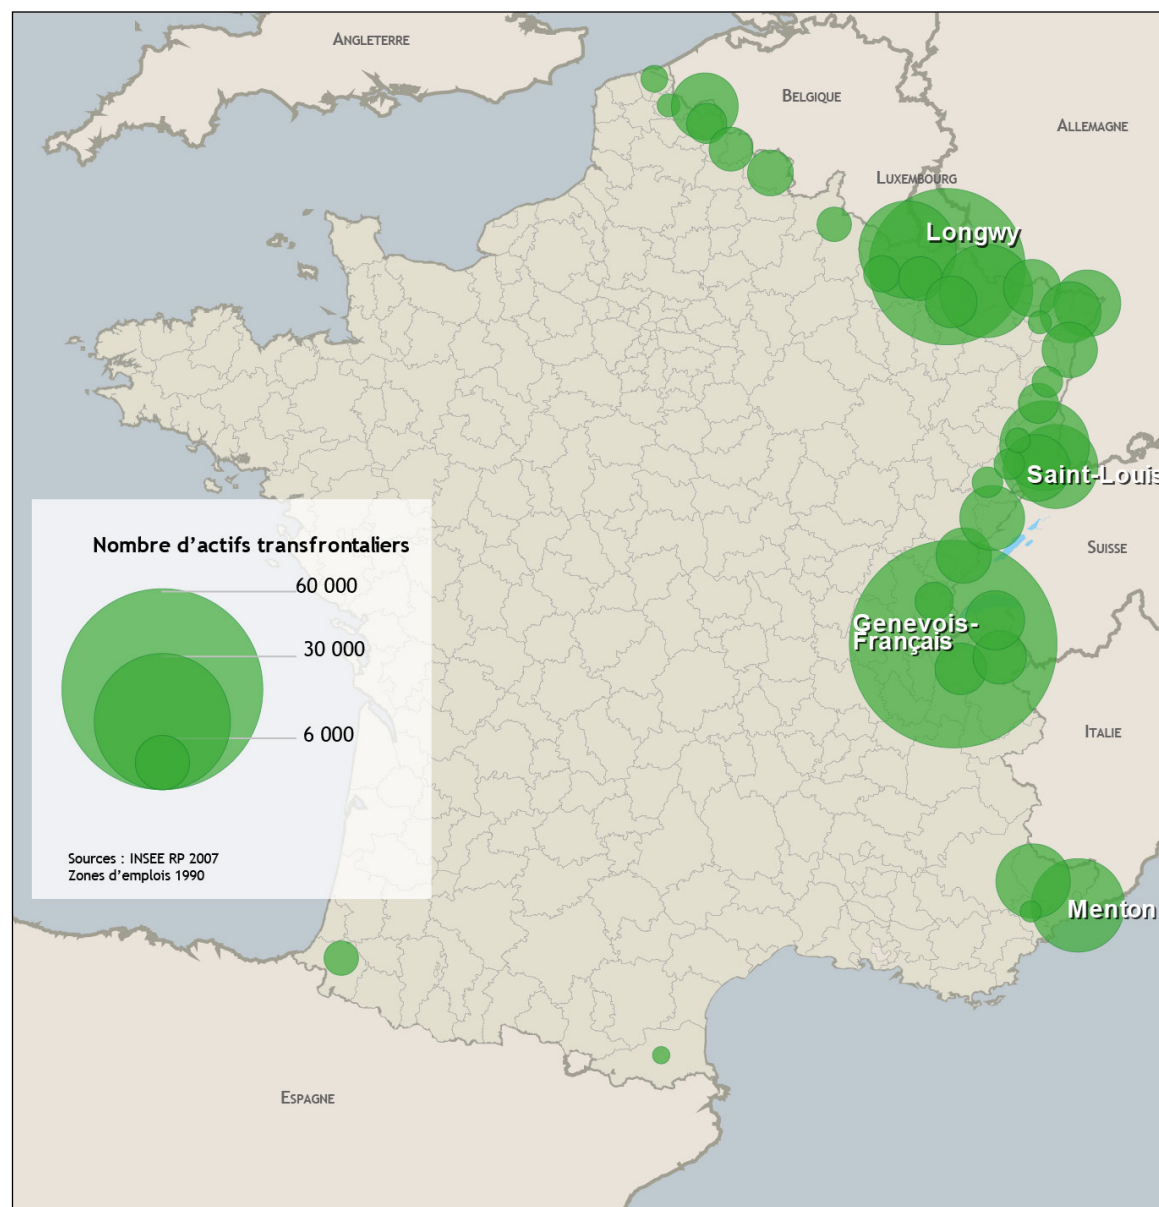 ANGLETERRE
BELGIQUE
ALLEMAGNE
LUXEMBOURG
Longwy
Saint-Louis
SUISSE
Genevois-
Français
ITALIE
Menton
ESPAGNE
Nombre d'actifs transfrontaliers
60 000
30 000
6 000
Sources : INSEE RP 2007
Zones d'emplois 1990